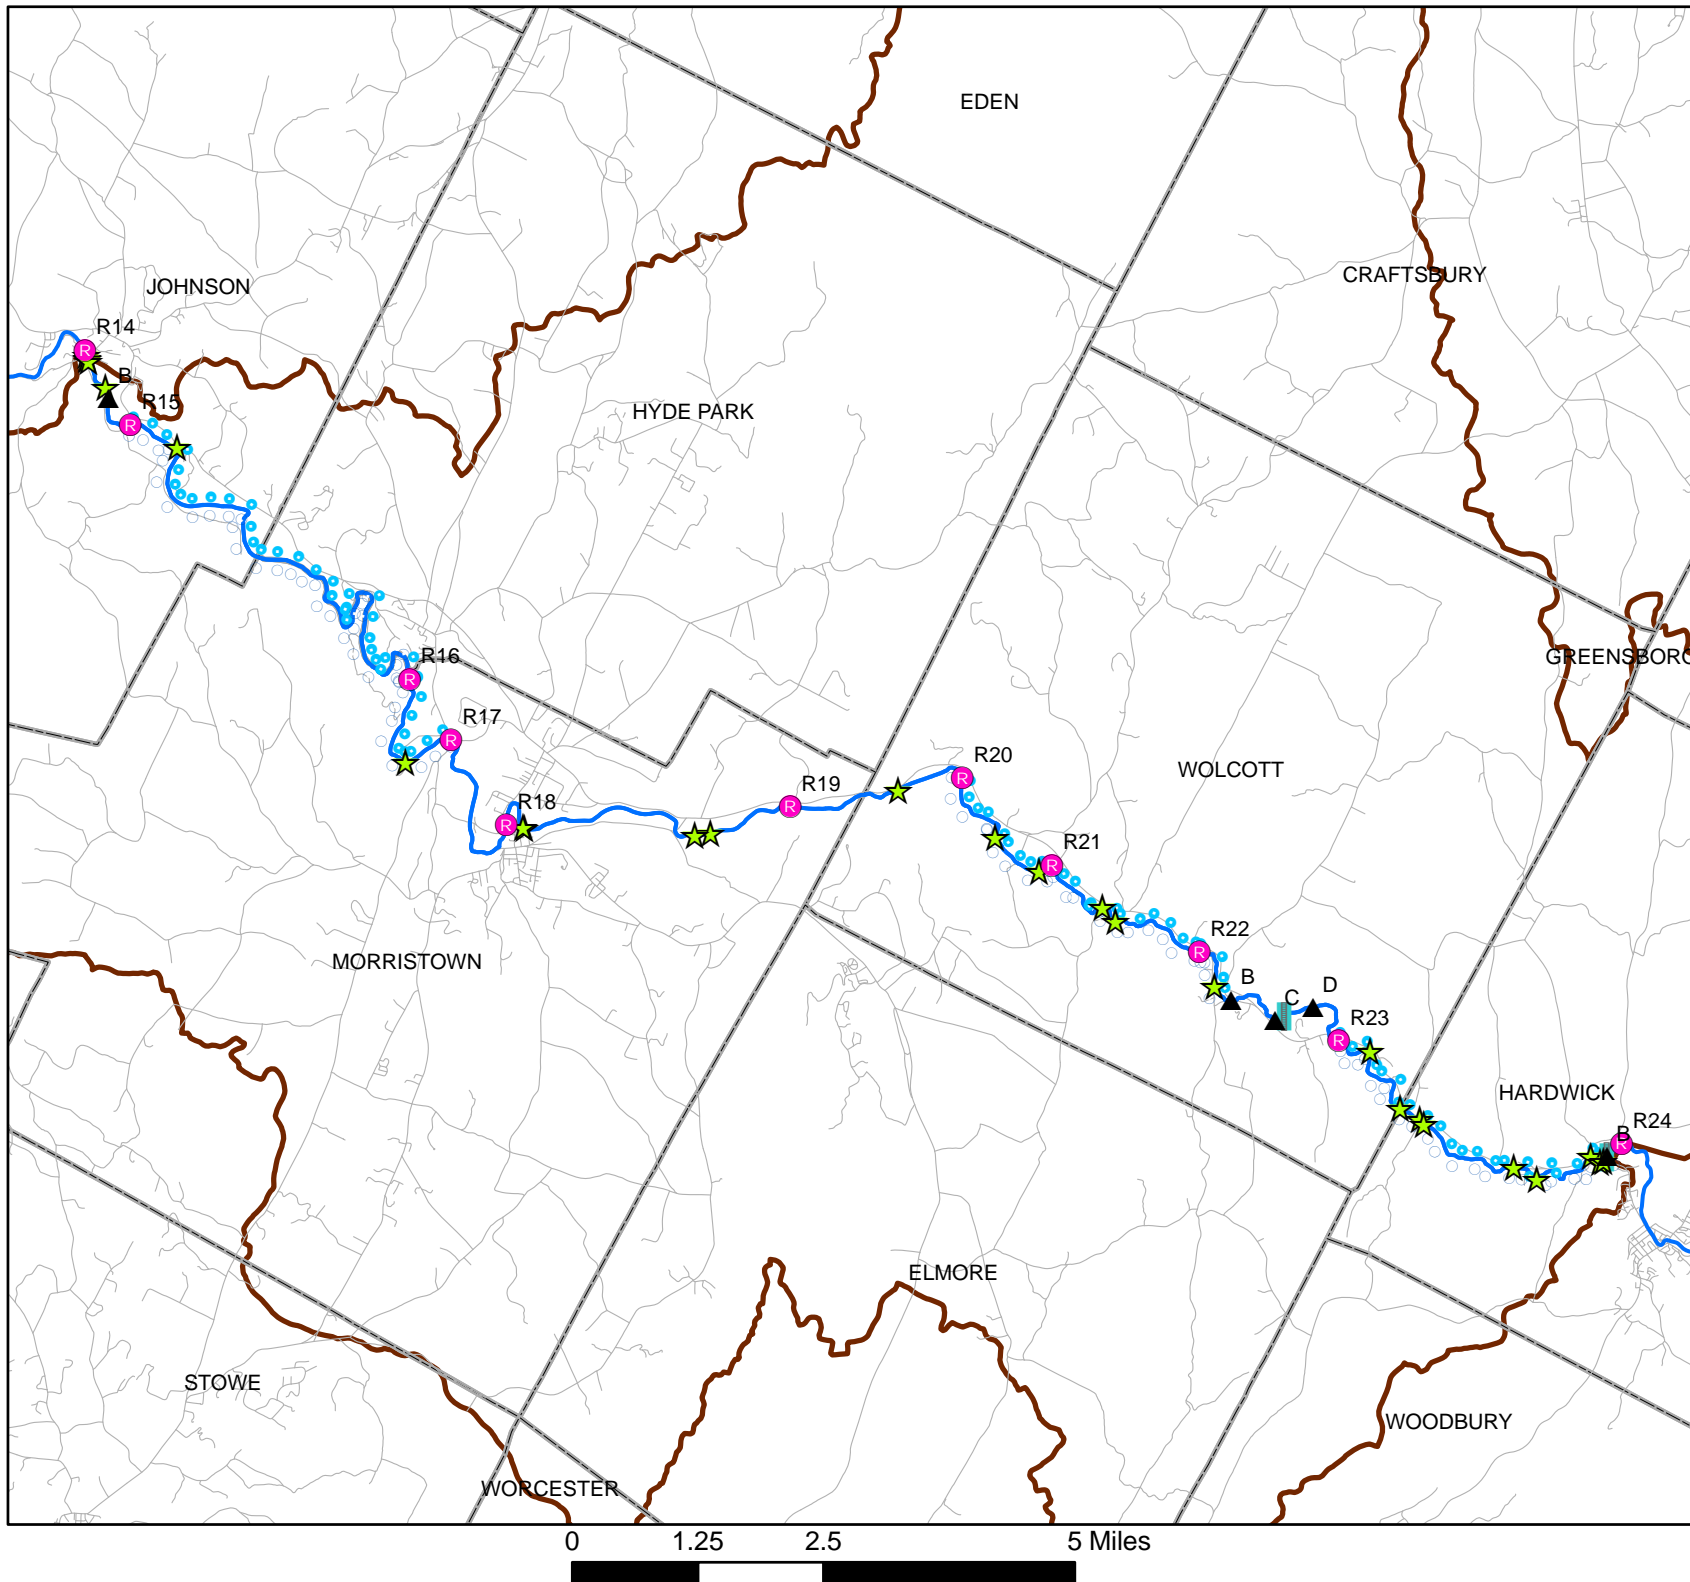 EDEN
CRAFTSBURY
JOHNSON
R14
R
B
R15
R
HYDE PARK
R16
R
GREENSBORO
R17
R
R20
R
WOLCOTT
R19
R
R18
R
R21
R
R22
R
MORRISTOWN
B
C
D
R23
R
HARDWICK
R24
R
B
ELMORE
STOWE
WOODBURY
WORCESTER
0 1.25 2.5 5 Miles